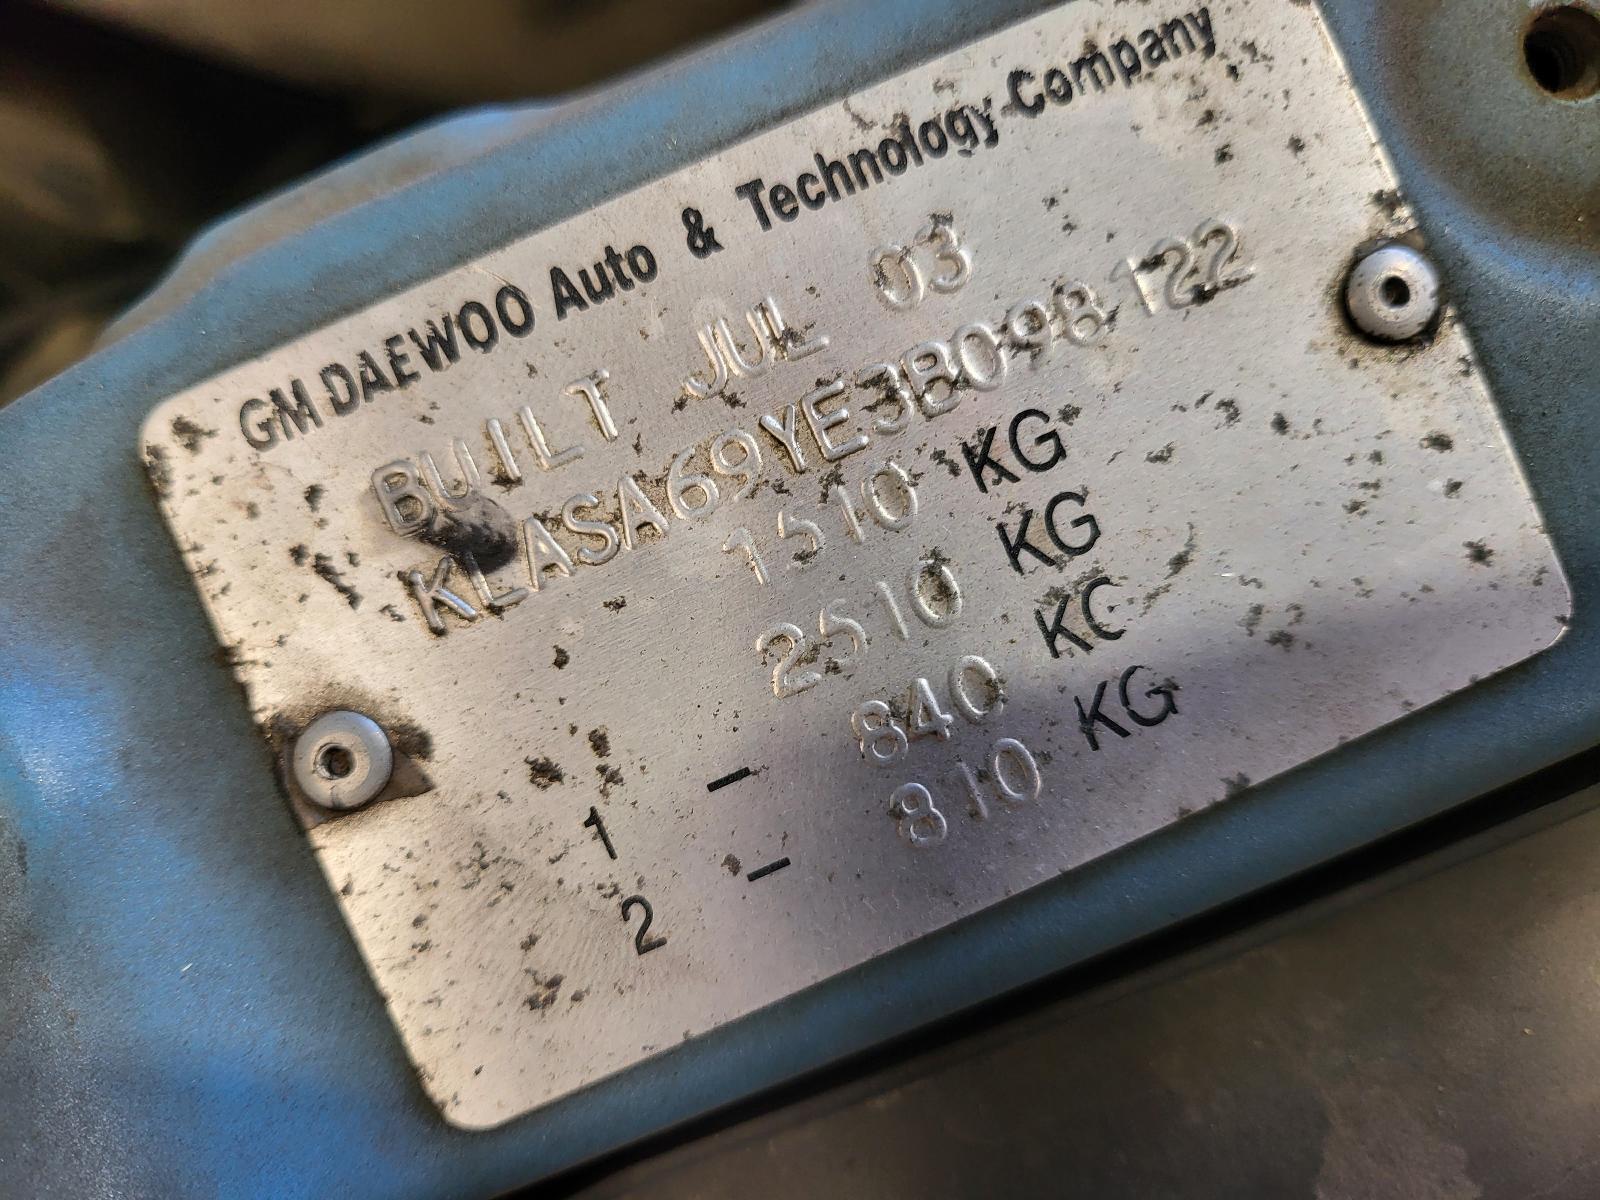 GM DAEWOO Auto & Technology Company
BUILT JUL 03
KLASA69YE3B098122
1510 KG
2510 KG
1 - 840 KG
2 - 810 KG